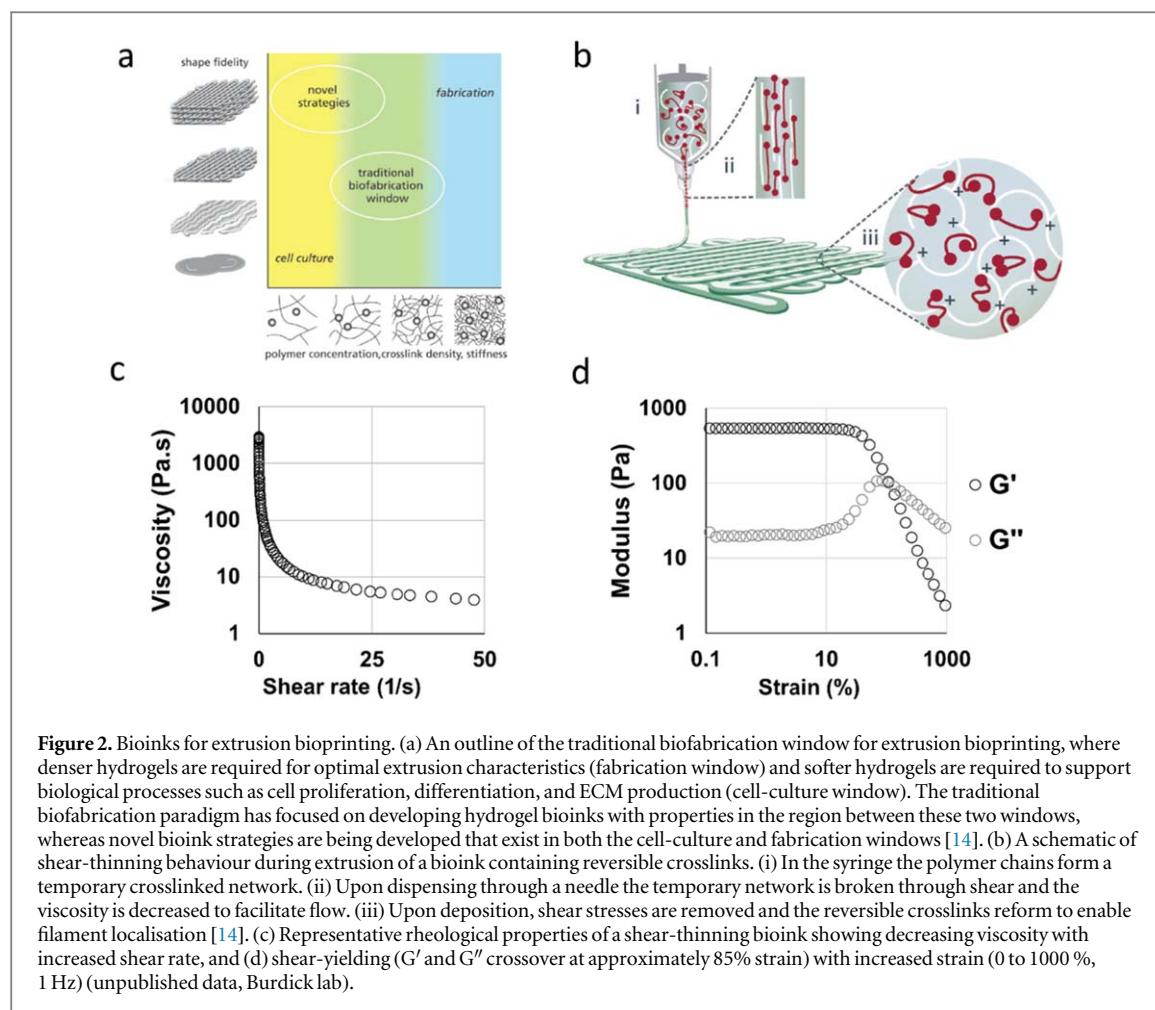 a
shape fidelity
novel
strategies
fabrication
traditional
biofabrication
window
cell culture
polymer concentration,crosslink density, stiffness
b
i
ii
iii
+
+
+
+
+
+
+
+
c
10000
1000
100
10
1
Viscosity (Pa.s)
0
25
50
Shear rate (1/s)
d
1000
100
10
1
Modulus (Pa)
0.1
10
1000
Strain (%)
G'
G"
Figure 2. Bioinks for extrusion bioprinting. (a) An outline of the traditional biofabrication window for extrusion bioprinting, where
denser hydrogels are required for optimal extrusion characteristics (fabrication window) and softer hydrogels are required to support
biological processes such as cell proliferation, differentiation, and ECM production (cell-culture window). The traditional
biofabrication paradigm has focused on developing hydrogel bioinks with properties in the region between these two windows,
whereas novel bioink strategies are being developed that exist in both the cell-culture and fabrication windows [14]. (b) A schematic of
shear-thinning behaviour during extrusion of a bioink containing reversible crosslinks. (i) In the syringe the polymer chains form a
temporary crosslinked network. (ii) Upon dispensing through a needle the temporary network is broken through shear and the
viscosity is decreased to facilitate flow. (iii) Upon deposition, shear stresses are removed and the reversible crosslinks reform to enable
filament localisation [14]. (c) Representative rheological properties of a shear-thinning bioink showing decreasing viscosity with
increased shear rate, and (d) shear-yielding (G′ and G″ crossover at approximately 85% strain) with increased strain (0 to 1000 %,
1 Hz) (unpublished data, Burdick lab).